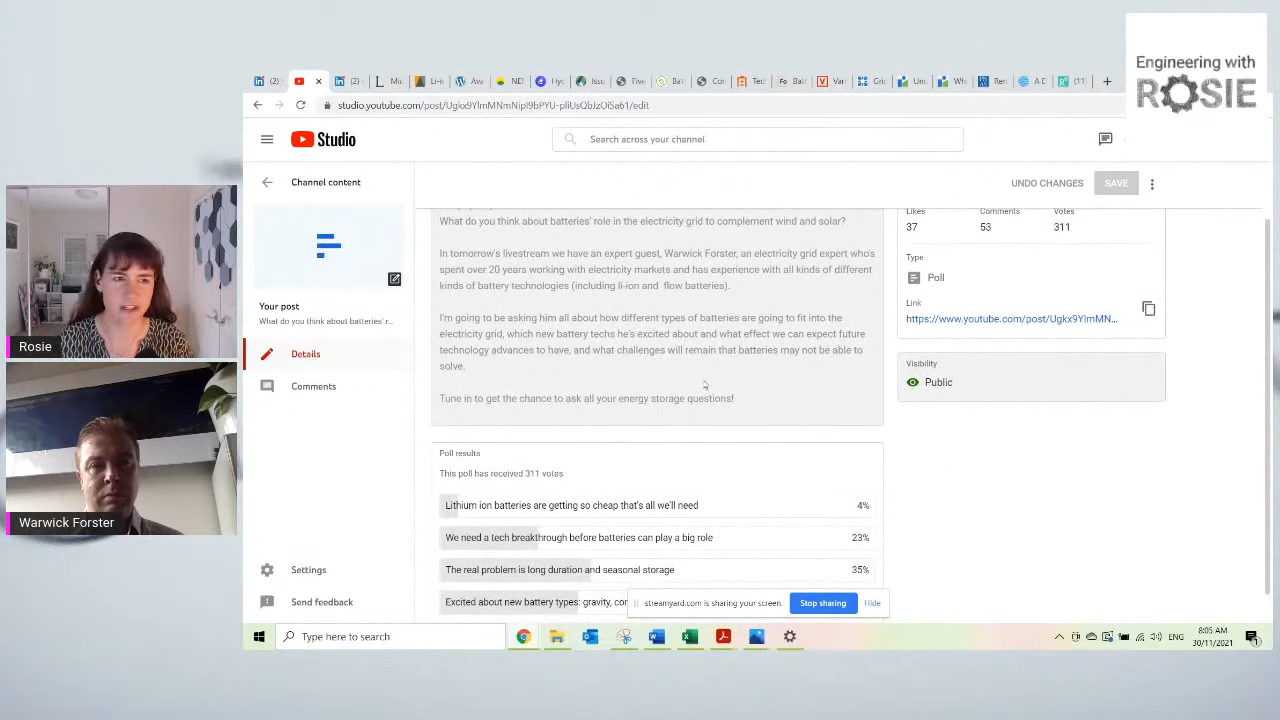 Engineering with
ROSIE
studio.youtube.com/post/Ugkx9YlmMNmNipI9bPYU-pliUsQbJzOiSa61/edit
Studio
Search across your channel
Channel content
UNDO CHANGES
SAVE
Your post
What do you think about batteries' r...
Details
Comments
Settings
Send feedback
What do you think about batteries' role in the electricity grid to complement wind and solar?
In tomorrow's livestream we have an expert guest, Warwick Forster, an electricity grid expert who's
spent over 20 years working with electricity markets and has experience with all kinds of different
kinds of battery technologies (including li-ion and flow batteries).
I'm going to be asking him all about how different types of batteries are going to fit into the
electricity grid, which new battery techs he's excited about and what effect we can expect future
technology advances to have, and what challenges will remain that batteries may not be able to
solve.
Tune in to get the chance to ask all your energy storage questions!
Poll results
This poll has received 311 votes
Lithium ion batteries are getting so cheap that's all we'll need 4%
We need a tech breakthrough before batteries can play a big role 23%
The real problem is long duration and seasonal storage 35%
Excited about new battery types: gravity, cor
Likes Comments Votes
37 53 311
Type
Poll
Link
https://www.youtube.com/post/Ugkx9YlmMN...
Visibility
Public
streamyard.com is sharing your screen.
Stop sharing
Hide
Rosie
Warwick Forster
Type here to search
ENG
8:05 AM
30/11/2021